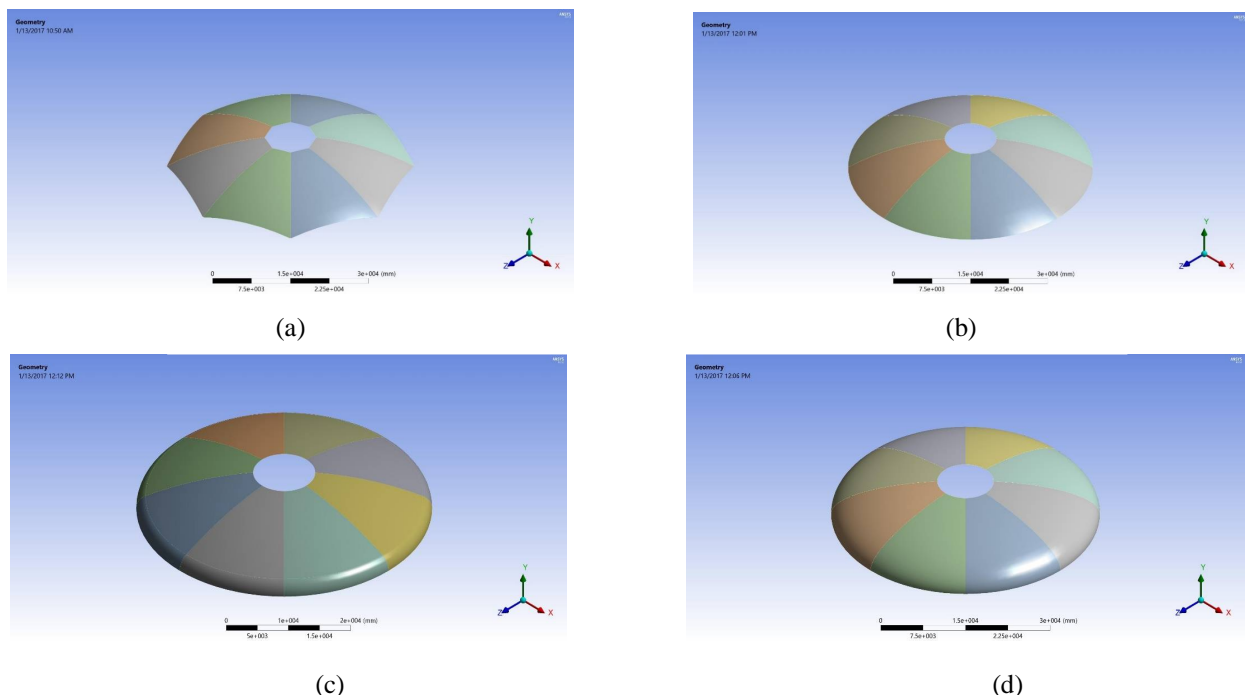 Geometry
1/13/2017 10:50 AM
ANSYS
Y
Z
X
0
1.5e+004
3e+004 (mm)
7.5e+003
2.25e+004
(a)
Geometry
1/13/2017 12:01 PM
ANSYS
Y
Z
X
0
1.5e+004
3e+004 (mm)
7.5e+003
2.25e+004
(b)
Geometry
1/13/2017 12:12 PM
ANSYS
Y
Z
X
0
1e+004
2e+004 (mm)
5e+003
1.5e+004
(c)
Geometry
1/13/2017 12:06 PM
ANSYS
Y
Z
X
0
1.5e+004
3e+004 (mm)
7.5e+003
2.25e+004
(d)